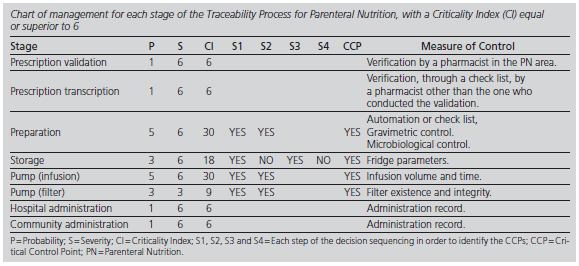 Chart of management for each stage of the Traceability Process for Parenteral Nutrition, with a Criticality Index (CI) equal
or superior to 6
Stage P S CI S1 S2 S3 S4 CCP Measure of Control
Prescription validation 1 6 6 Verification by a pharmacist in the PN area.
Verification, through a check list, by
Prescription transcription 1 6 6 a pharmacist other than the one who
conducted the validation.
Automation or check list,
Preparation 5 6 30 YES YES YES Gravimetric control.
Microbiological control.
Storage 3 6 18 YES NO YES NO YES Fridge parameters.
Pump (infusion) 5 6 30 YES YES YES Infusion volume and time.
Pump (filter) 3 3 9 YES YES YES Filter existence and integrity.
Hospital administration 1 6 6 Administration record.
Community administration 1 6 6 Administration record.
P=Probability; S=Severity; CI=Criticality Index; S1, S2, S3 and S4=Each step of the decision sequencing in order to identify the CCPs; CCP=Cri-
tical Control Point; PN=Parenteral Nutrition.